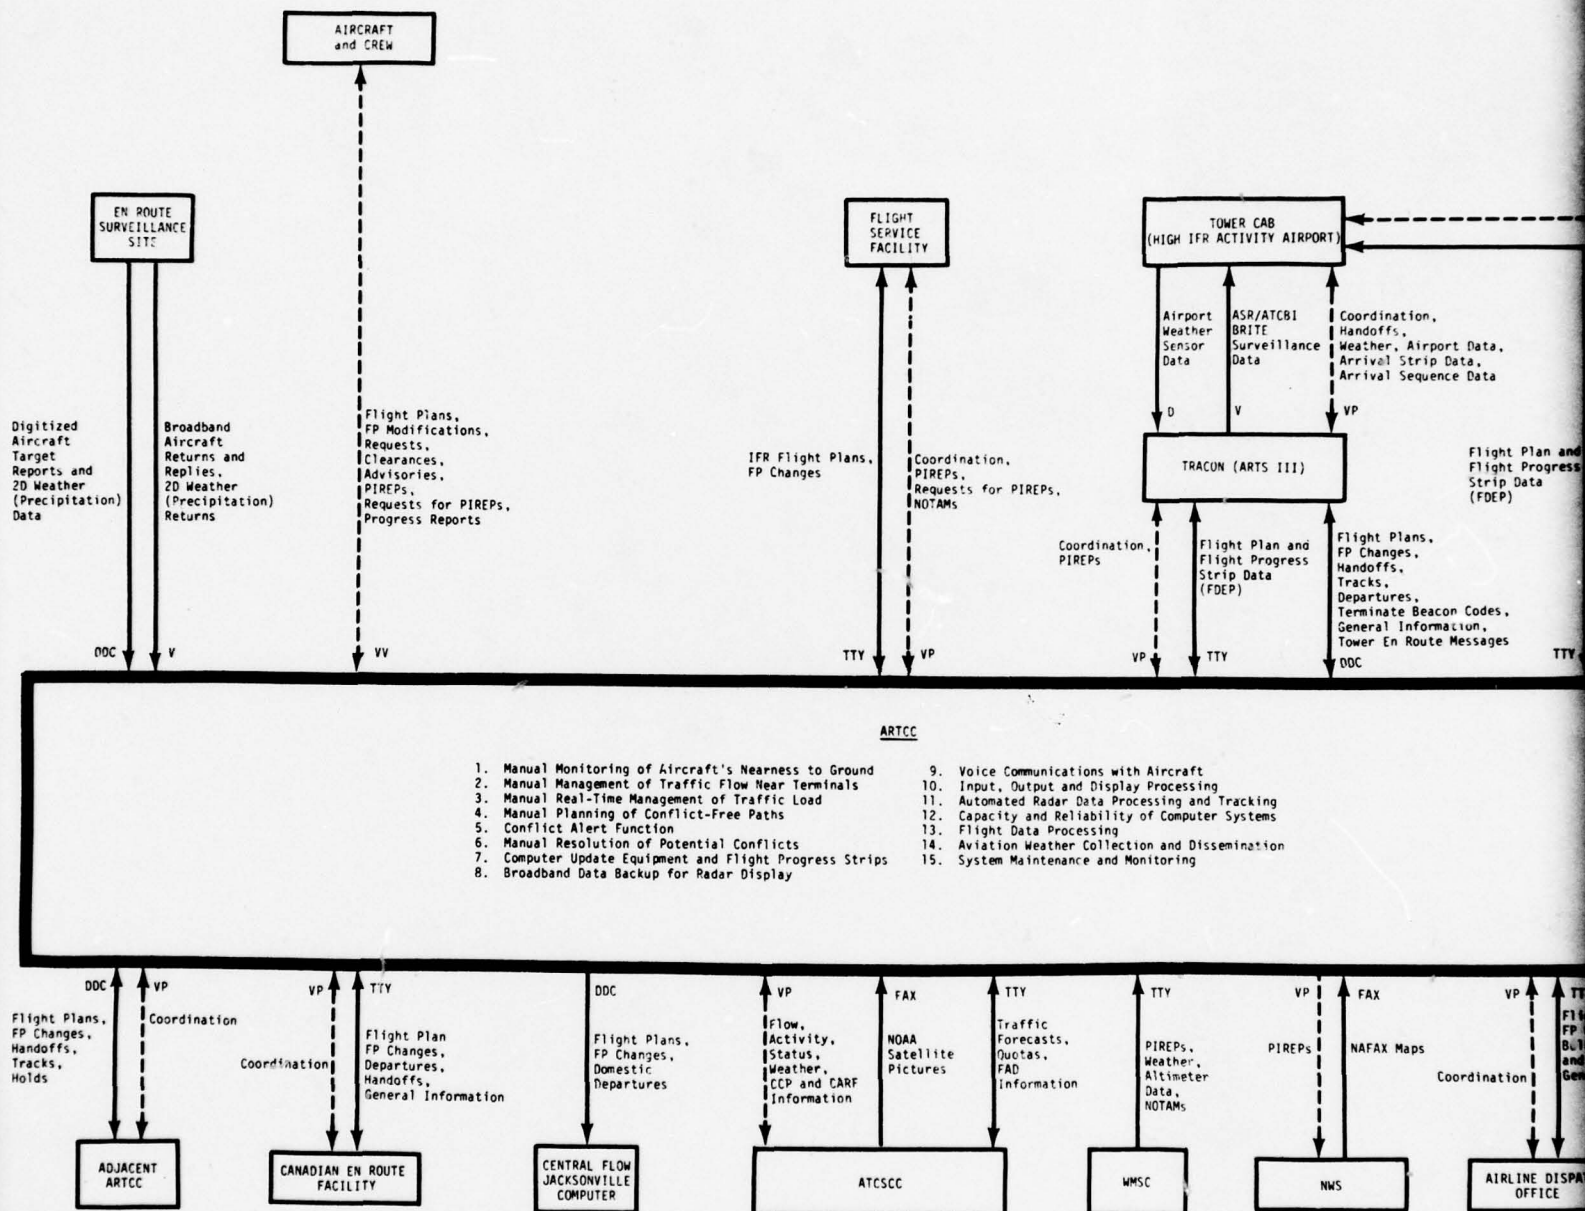 AIRCRAFT
and CREW
EN ROUTE
SURVEILLANCE
SITE
FLIGHT
SERVICE
FACILITY
TOWER CAB
(HIGH IFR ACTIVITY AIRPORT)
Airport
Weather
Sensor
Data
ASR/ATCBI
BRITE
Surveillance
Data
Coordination,
Handoffs,
Weather, Airport Data,
Arrival Strip Data,
Arrival Sequence Data
D
V
VP
TRACON (ARTS III)
Digitized
Aircraft
Target
Reports and
2D Weather
(Precipitation)
Data
Broadband
Aircraft
Returns and
Replies,
2D Weather
(Precipitation)
Returns
Flight Plans,
FP Modifications,
Requests,
Clearances,
Advisories,
PIREPs,
Requests for PIREPs,
Progress Reports
IFR Flight Plans,
FP Changes
Coordination,
PIREPs,
Requests for PIREPs,
NOTAMs
Coordination,
PIREPs
Flight Plan and
Flight Progress
Strip Data
(FDEP)
Flight Plans,
FP Changes,
Handoffs,
Tracks,
Departures,
Terminate Beacon Codes,
General Information,
Tower En Route Messages
Flight Plan and
Flight Progress
Strip Data
(FDEP)
DDC
V
VV
TTY
VP
VP
TTY
DDC
TTY
ARTCC
1. Manual Monitoring of Aircraft's Nearness to Ground
2. Manual Management of Traffic Flow Near Terminals
3. Manual Real-Time Management of Traffic Load
4. Manual Planning of Conflict-Free Paths
5. Conflict Alert Function
6. Manual Resolution of Potential Conflicts
7. Computer Update Equipment and Flight Progress Strips
8. Broadband Data Backup for Radar Display
9. Voice Communications with Aircraft
10. Input, Output and Display Processing
11. Automated Radar Data Processing and Tracking
12. Capacity and Reliability of Computer Systems
13. Flight Data Processing
14. Aviation Weather Collection and Dissemination
15. System Maintenance and Monitoring
DDC
VP
Flight Plans,
FP Changes,
Handoffs,
Tracks,
Holds
Coordination
ADJACENT
ARTCC
VP
TTY
Coordination
Flight Plan
FP Changes,
Departures,
Handoffs,
General Information
CANADIAN EN ROUTE
FACILITY
DDC
Flight Plans,
FP Changes,
Domestic
Departures
CENTRAL FLOW
JACKSONVILLE
COMPUTER
VP
Flow,
Activity,
Status,
Weather,
CCP and CARF
Information
FAX
NOAA
Satellite
Pictures
TTY
Traffic
Forecasts,
Quotas,
FAD
Information
ATCSCC
TTY
PIREPs,
Weather,
Altimeter
Data,
NOTAMs
WMSC
VP
PIREPs
FAX
NAFAX Maps
NWS
VP
Coordination
FP
and
AIRLINE
OFFICE